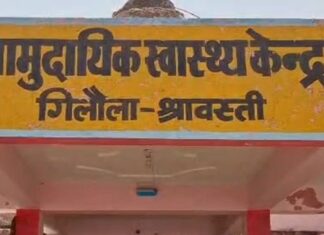 सामुदायिक स्वास्थ्य केन्द्र
गिलौला-श्रावस्ती